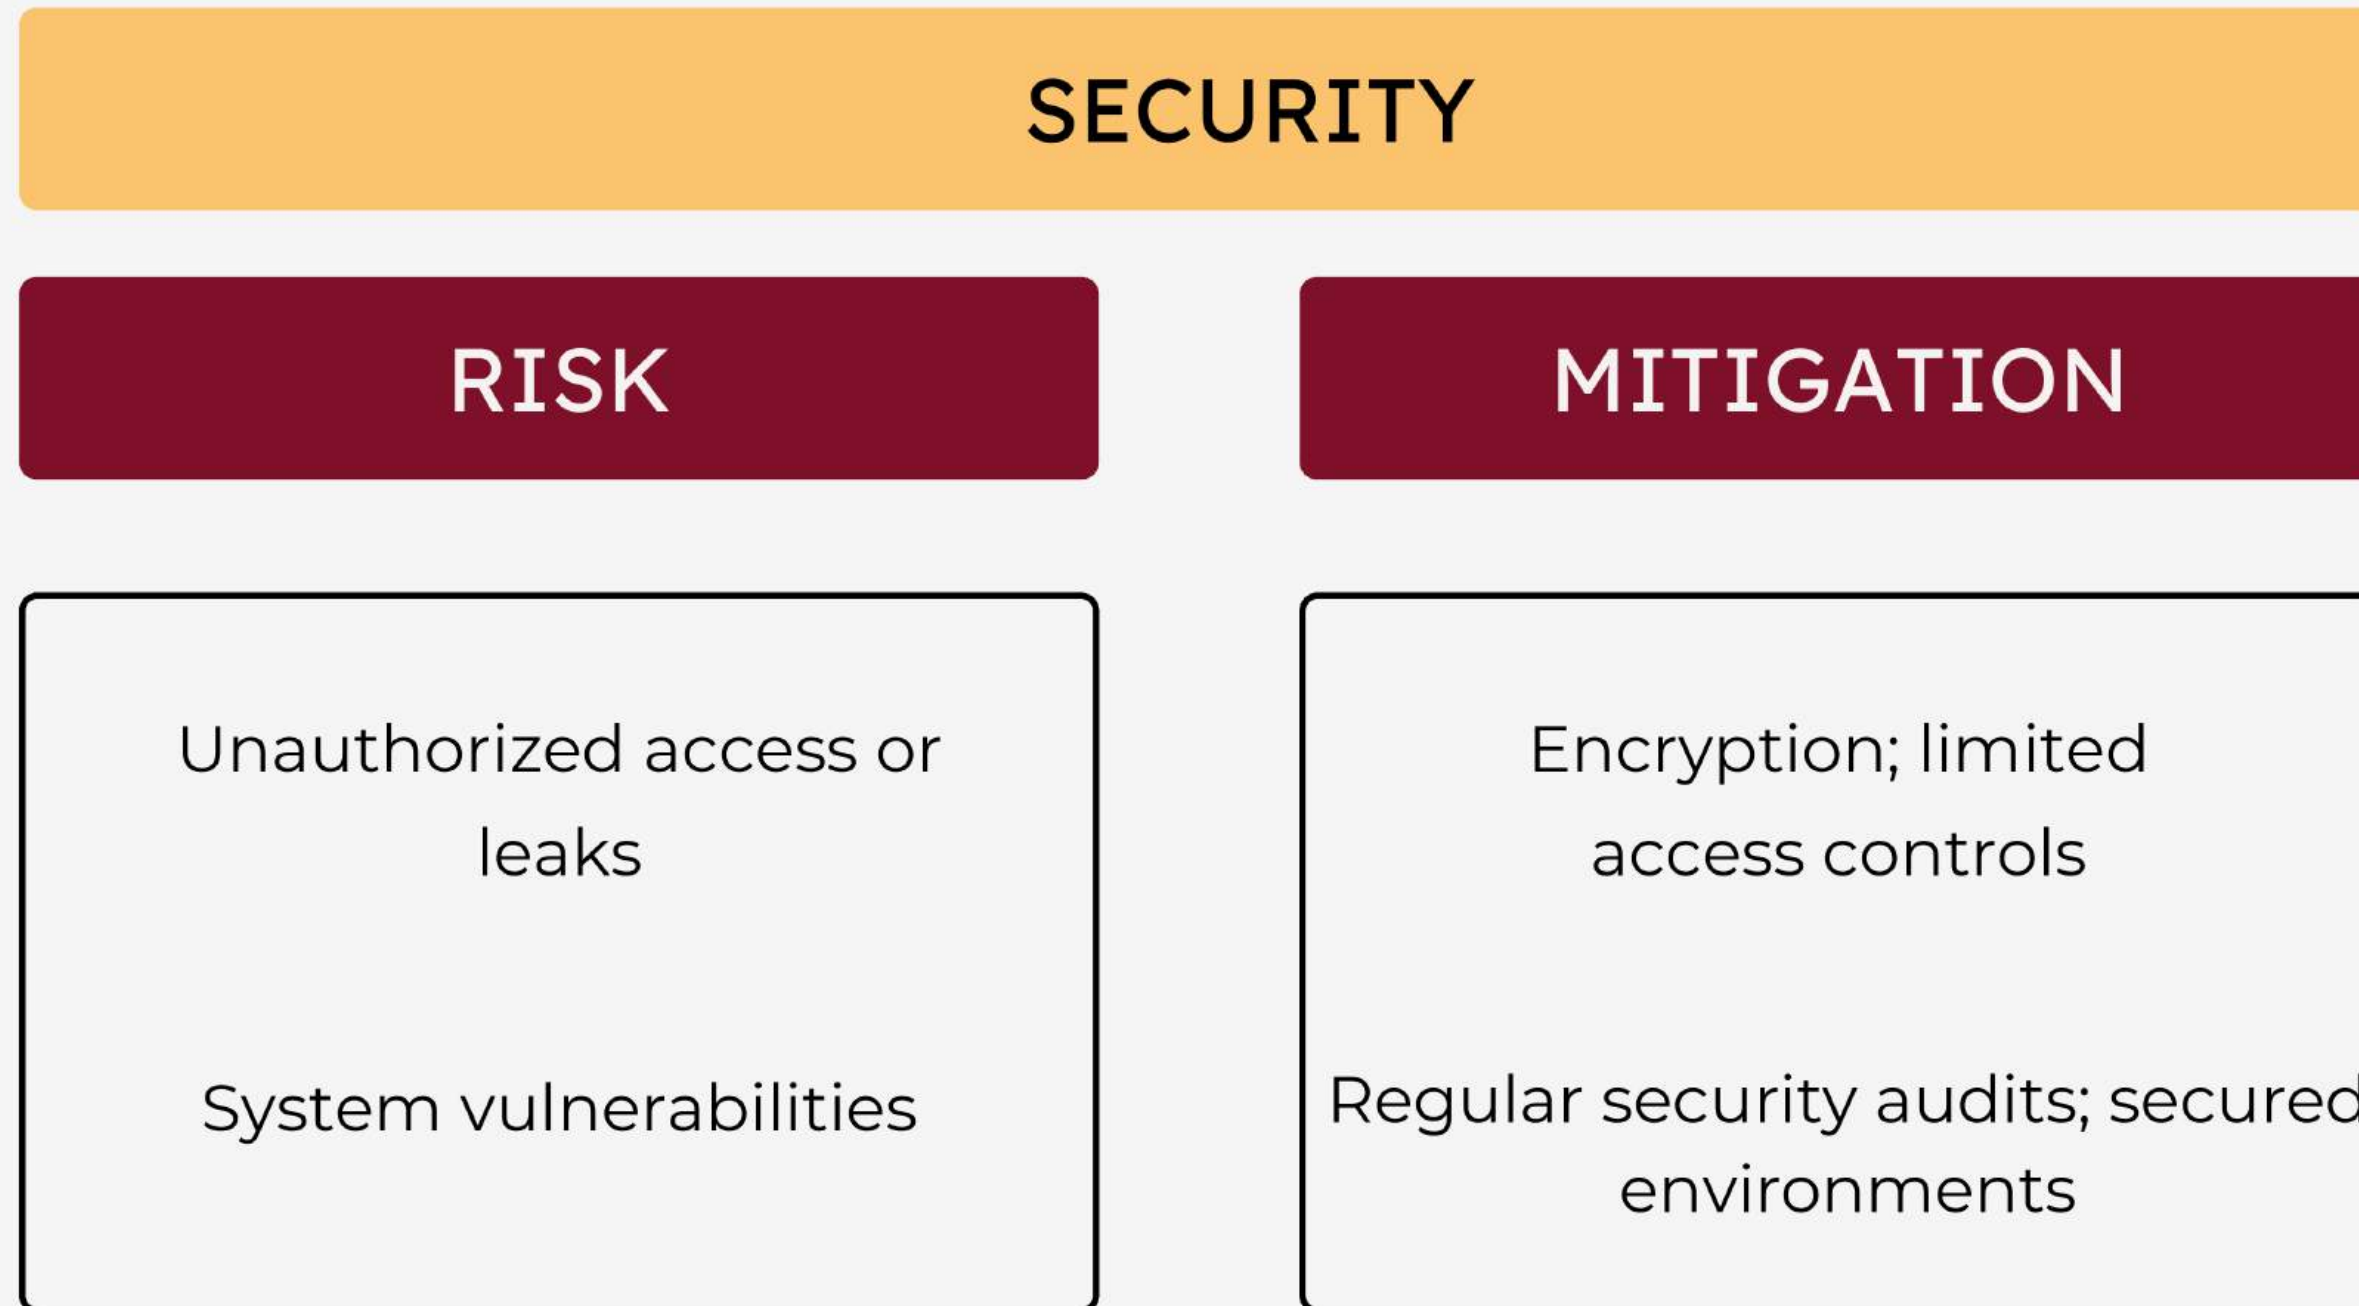 SECURITY
RISK
MITIGATION
Unauthorized access or
leaks
Encryption; limited
access controls
System vulnerabilities
Regular security audits; secured
environments